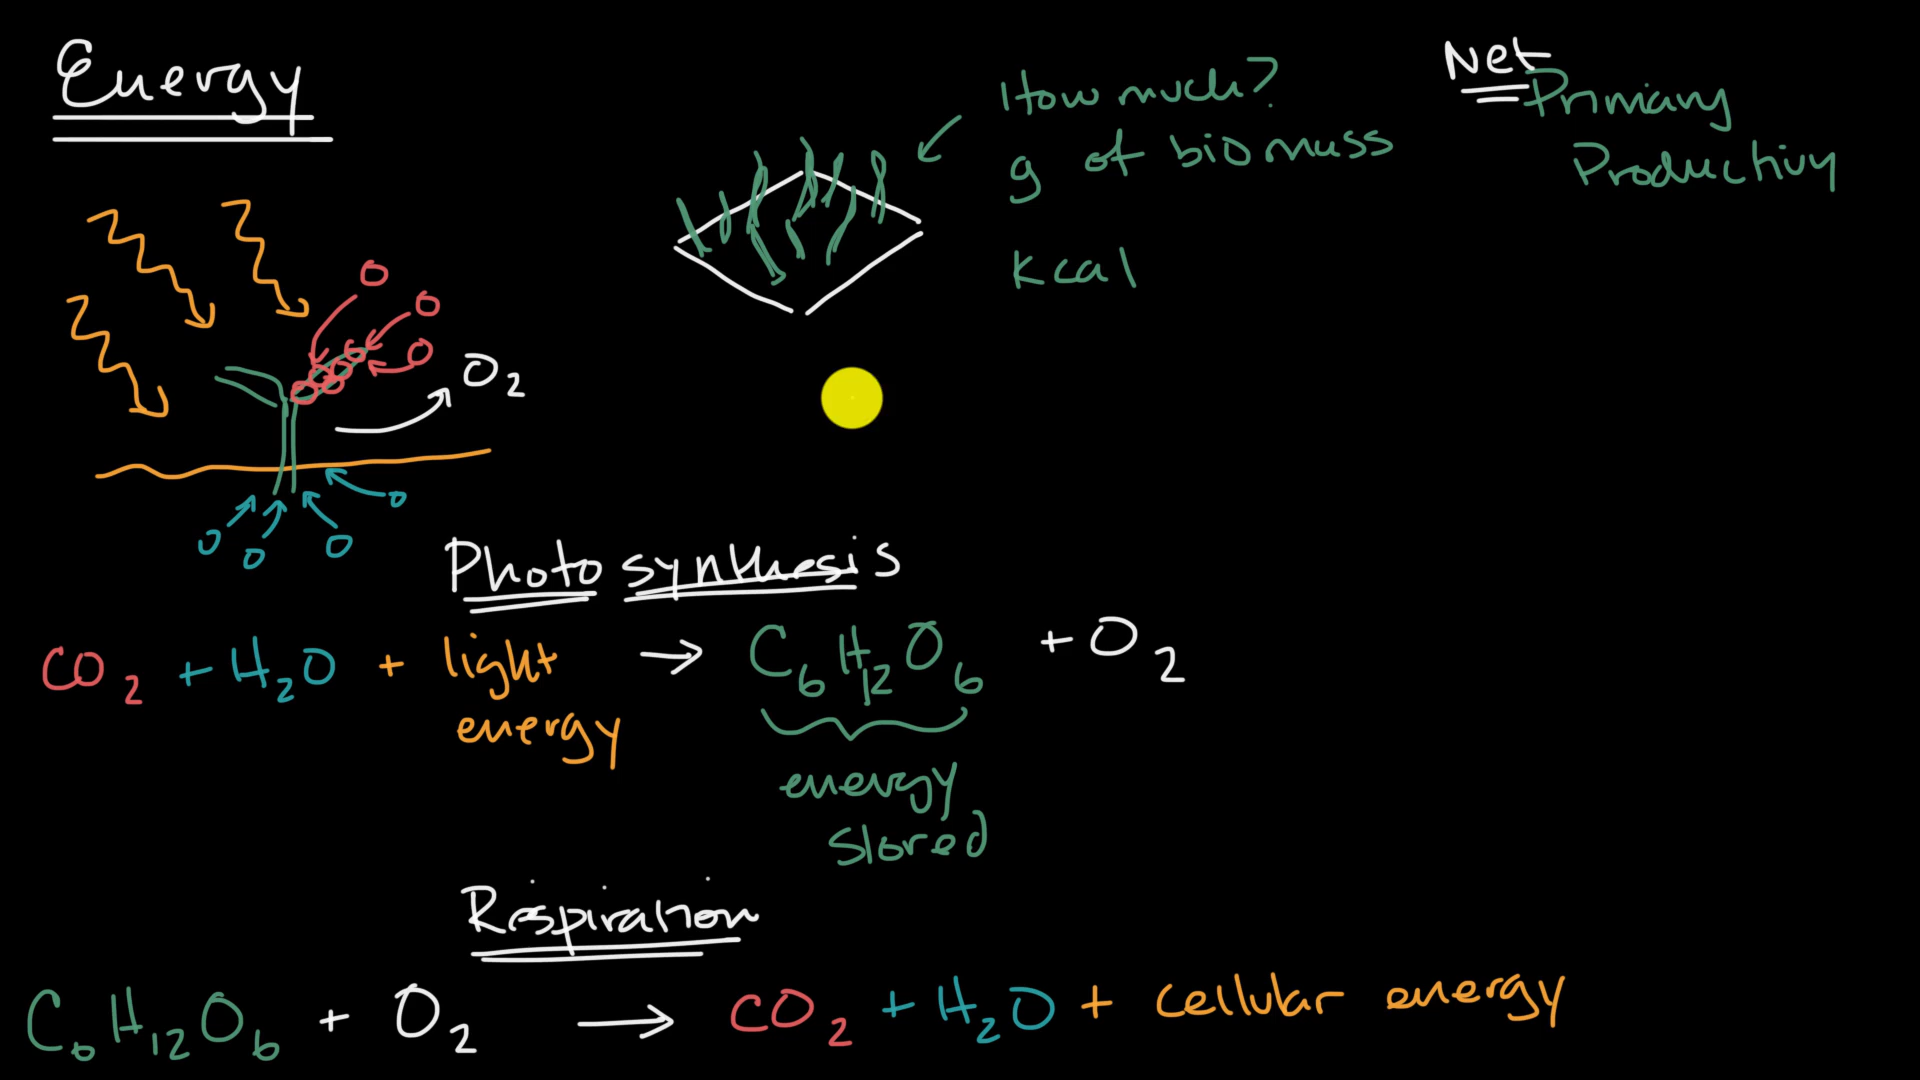 Energy
How much?
g of biomass
kcal
Net
Primary
Productivy
O2
Photosynthesis
CO2 + H2O + light energy → C6H12O6 + O2
energy
stored
Respiration
C6H12O6 + O2 → CO2 + H2O + cellular energy